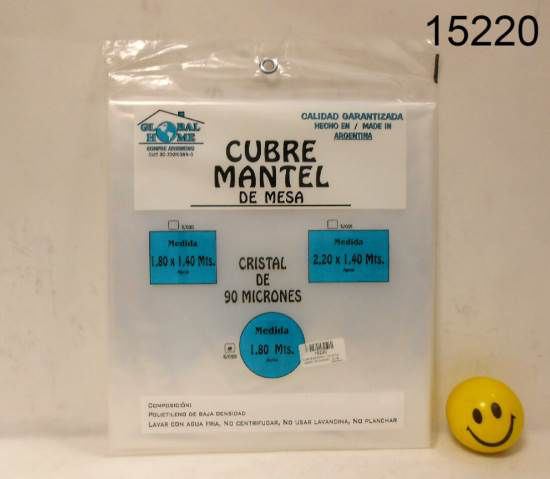 15220
GLOBAL
HOME
CALIDAD GARANTIZADA
HECHO EN / MADE IN
ARGENTINA
CUBRE
MANTEL
DE MESA
Medida
1.80 x 1.40 Mts.
Medida
2.20 x 1.40 Mts.
CRISTAL
DE
90 MICRONES
Medida
1.80 Mts.
COMPOSICIÓN:
POLIETILENO DE BAJA DENSIDAD
LAVAR CON AGUA FRIA, NO CENTRIFUGAR, NO USAR LAVANDINA, NO PLANCHAR